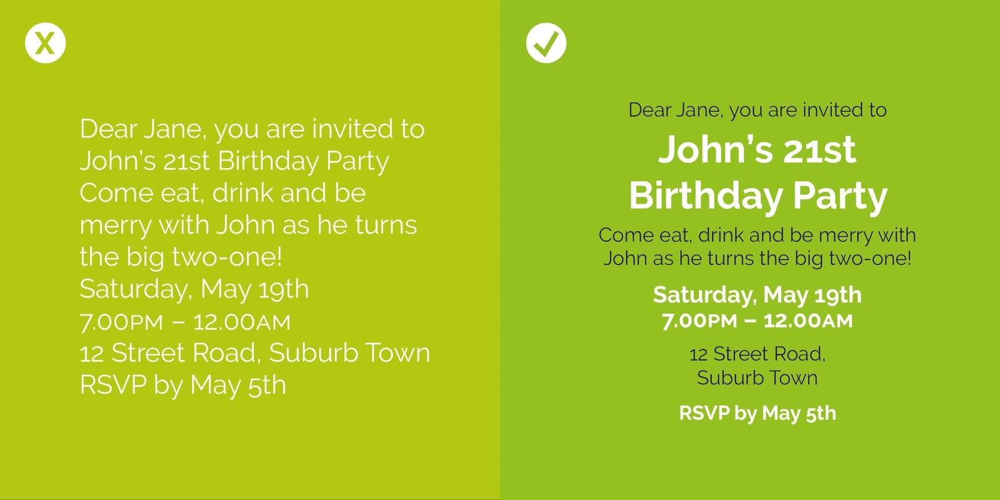 X
Dear Jane, you are invited to
John’s 21st Birthday Party
Come eat, drink and be
merry with John as he turns
the big two-one!
Saturday, May 19th
7.00PM – 12.00AM
12 Street Road, Suburb Town
RSVP by May 5th
Dear Jane, you are invited to
John’s 21st
Birthday Party
Come eat, drink and be merry with
John as he turns the big two-one!
Saturday, May 19th
7.00PM – 12.00AM
12 Street Road,
Suburb Town
RSVP by May 5th